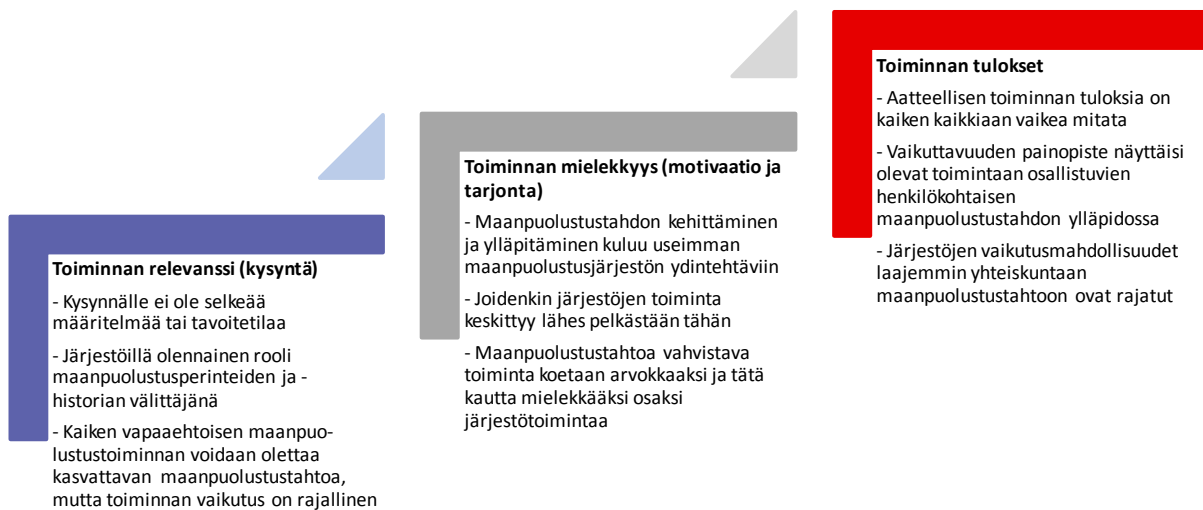 Toiminnan relevanssi (kysyntä)
- Kysynnälle ei ole selkeää
määritelmää tai tavoitetilaa
- Järjestöillä olennainen rooli
maanpuolustusperinteiden ja -
historian välittäjänä
- Kaiken vapaaehtoisen maanpuo-
lustustoiminnan voidaan olettaa
kasvattavan maanpuolustustahtoa,
mutta toiminnan vaikutus on rajallinen
Toiminnan mielekkyys (motivaatio ja
tarjonta)
- Maanpuolustustahdon kehittäminen
ja ylläpitäminen kuluu useimman
maanpuolustusjärjestön ydintehtäviin
- Joidenkin järjestöjen toiminta
keskittyy lähes pelkästään tähän
- Maanpuolustustahtoa vahvistava
toiminta koetaan arvokkaaksi ja tätä
kautta mielekkääksi osaksi
järjestötoimintaa
Toiminnan tulokset
- Aatteellisen toiminnan tuloksia on
kaiken kaikkiaan vaikea mitata
- Vaikuttavuuden painopiste näyttäisi
olevat toimintaan osallistuvien
henkilökohtaisen
maanpuolustustahdon ylläpidossa
- Järjestöjen vaikutusmahdollisuudet
laajemmin yhteiskuntaan
maanpuolustustahtoon ovat rajatut